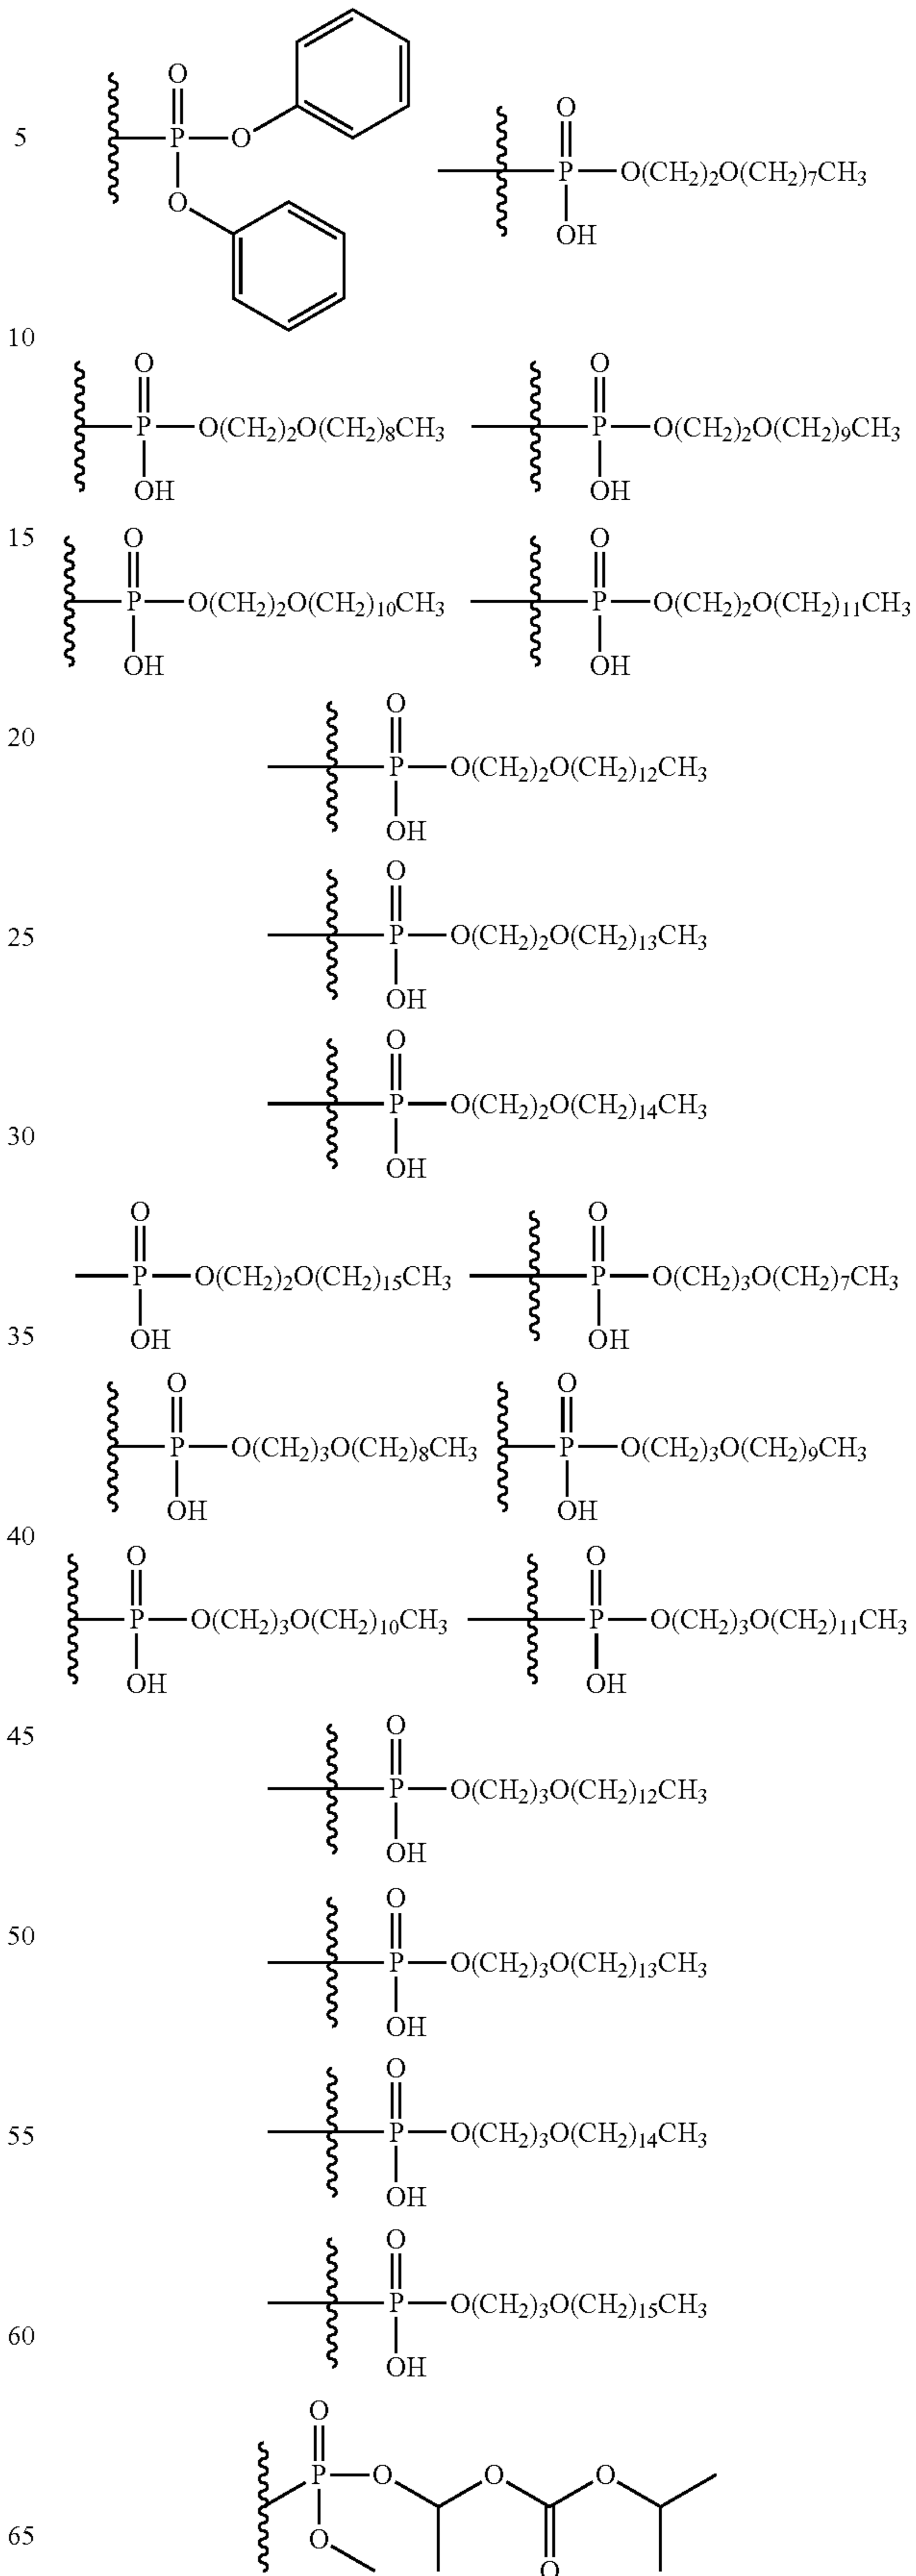 O
P O
O
5
O
P O(CH₂)₂O(CH₂)₇CH₃
OH
10
O O
P O(CH₂)₂O(CH₂)₈CH₃ P O(CH₂)₂O(CH₂)₉CH₃
OH OH
15
O O
P O(CH₂)₂O(CH₂)₁₀CH₃ P O(CH₂)₂O(CH₂)₁₁CH₃
OH OH
20
O
P O(CH₂)₂O(CH₂)₁₂CH₃
OH
25
O
P O(CH₂)₂O(CH₂)₁₃CH₃
OH
O
P O(CH₂)₂O(CH₂)₁₄CH₃
30
OH
O O
P O(CH₂)₂O(CH₂)₁₅CH₃ P O(CH₂)₃O(CH₂)₇CH₃
35
OH OH
O O
P O(CH₂)₃O(CH₂)₈CH₃ P O(CH₂)₃O(CH₂)₉CH₃
OH OH
40
O O
P O(CH₂)₃O(CH₂)₁₀CH₃ P O(CH₂)₃O(CH₂)₁₁CH₃
OH OH
45
O
P O(CH₂)₃O(CH₂)₁₂CH₃
OH
50
O
P O(CH₂)₃O(CH₂)₁₃CH₃
OH
55
O
P O(CH₂)₃O(CH₂)₁₄CH₃
OH
O
P O(CH₂)₃O(CH₂)₁₅CH₃
60
OH
O
P O O O
65
O
O